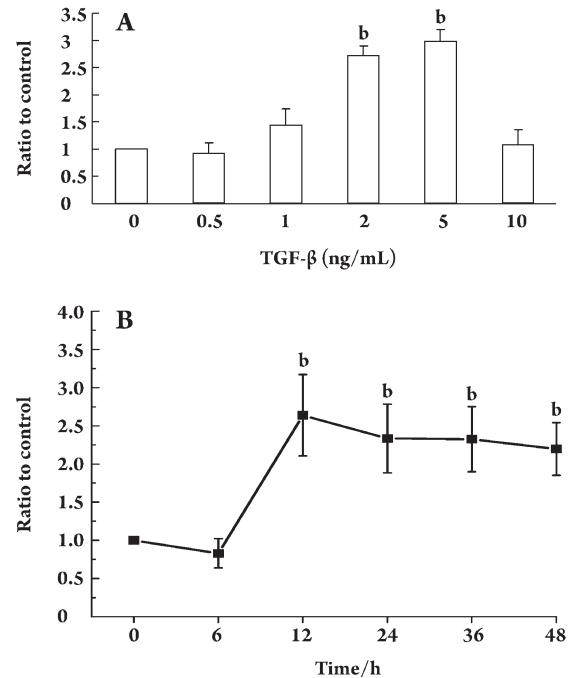 A
3.5
3
2.5
2
1.5
1
0.5
0
Ratio to control
b b
0 0.5 1 2 5 10
TGF-β (ng/mL)
B
4.0
3.5
3.0
2.5
2.0
1.5
1.0
0.5
0
Ratio to control
b b b b
0 6 12 24 36 48
Time/h